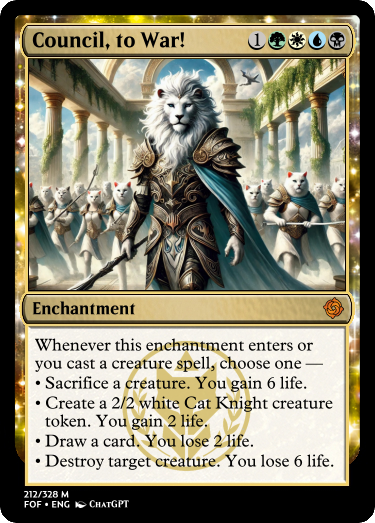 Council, to War! 1
Enchantment
Whenever this enchantment enters or
you cast a creature spell, choose one —
• Sacrifice a creature. You gain 6 life.
• Create a 2/2 white Cat Knight creature
token. You gain 2 life.
• Draw a card. You lose 2 life.
• Destroy target creature. You lose 6 life.
212/328 M
FOF • ENG ChatGPT